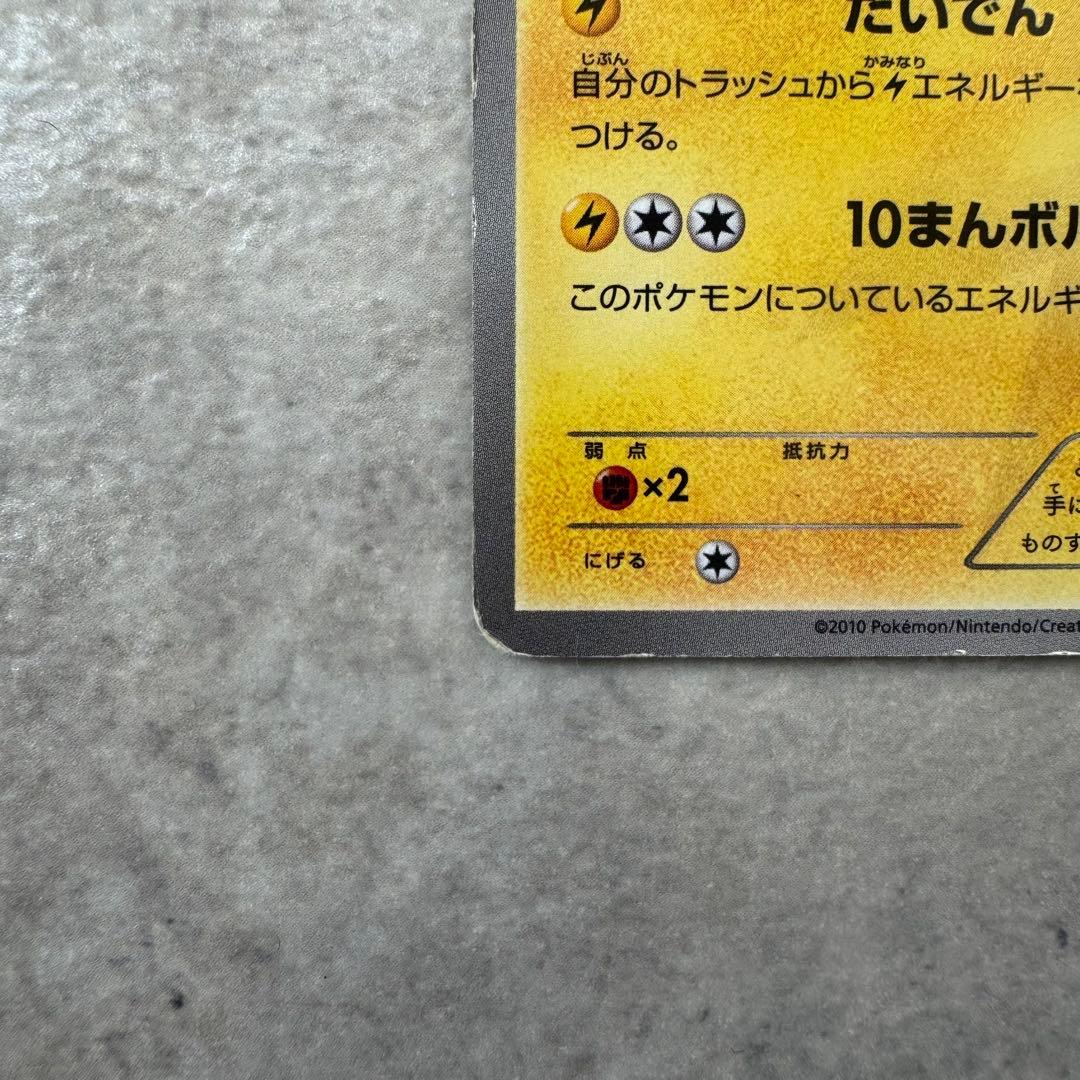 たいでん
じぶん かみなり
自分のトラッシュからエネルギー
つける。
10まんボル
このポケモンについているエネルギ
弱点 抵抗力
×2
て
手に
にげる
ものす
©2010 Pokémon/Nintendo/Creat